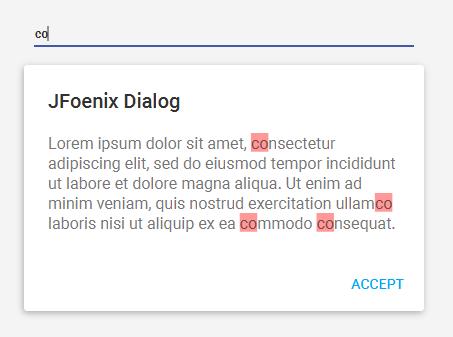 co
JFoenix Dialog
Lorem ipsum dolor sit amet, consectetur
adipiscing elit, sed do eiusmod tempor incididunt
ut labore et dolore magna aliqua. Ut enim ad
minim veniam, quis nostrud exercitation ullamco
laboris nisi ut aliquip ex ea commodo consequat.
ACCEPT